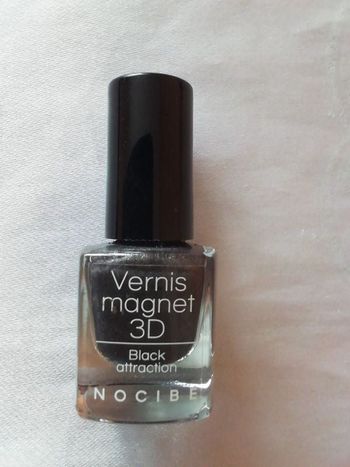 Vernis
magnet
3D
Black
attraction
NOCIBE